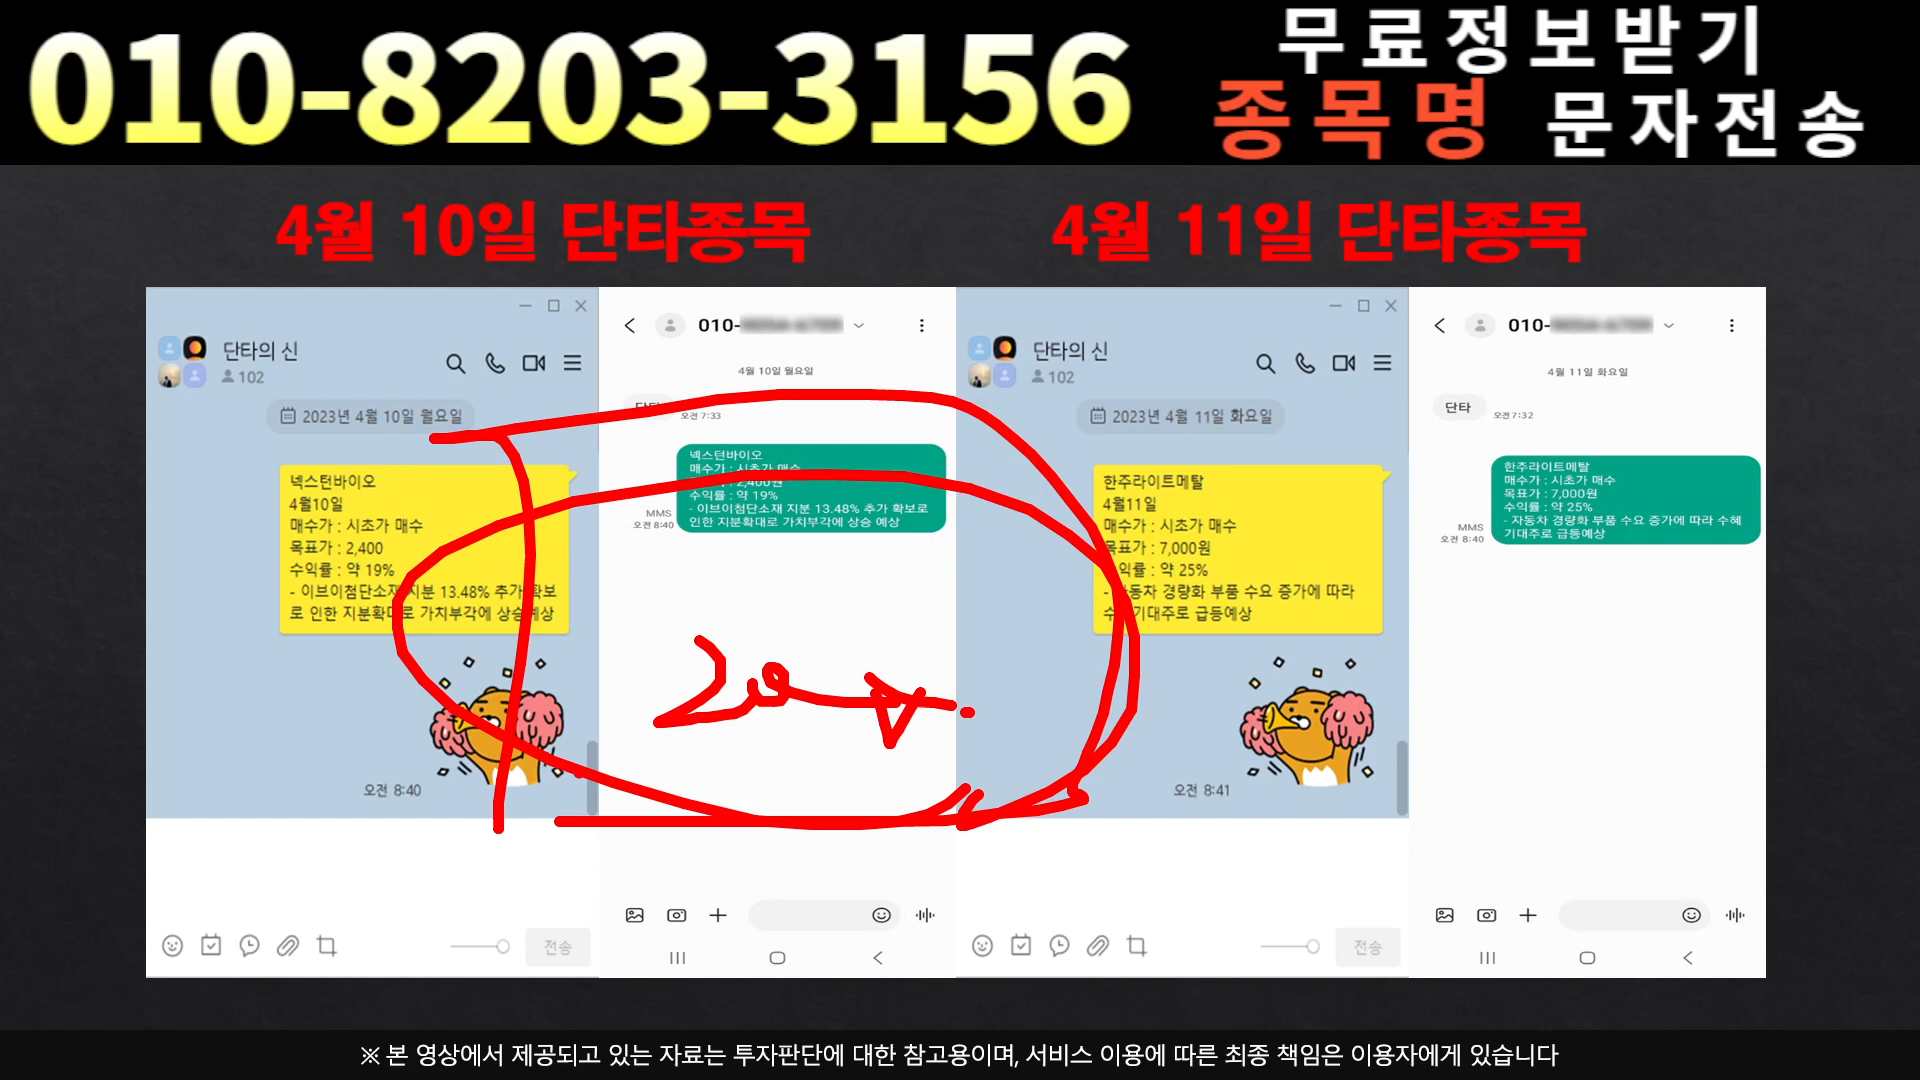 010-8203-3156
무료정보받기
종목명 문자전송
4월 10일 단타종목
4월 11일 단타종목
단타의 신
102
2023년 4월 10일 월요일
넥스턴바이오
4월10일
매수가 : 시초가 매수
목표가 : 2,400
수익률 : 약 19%
- 이브이첨단소재 지분 13.48% 추가 확보
로 인한 지분확대로 가치부각에 상승예상
오전 8:40
전송
010-
4월 10일 월요일
단타
오전 7:33
넥스턴바이오
매수가 : 시초가 매수
2,400원
수익률 : 약 19%
- 이브이첨단소재 지분 13.48% 추가 확보로
인한 지분확대로 가치부각에 상승 예상
MMS
오전 8:40
단타의 신
102
2023년 4월 11일 화요일
한주라이트메탈
4월11일
매수가 : 시초가 매수
목표가 : 7,000원
수익률 : 약 25%
- 자동차 경량화 부품 수요 증가에 따라
수혜기대주로 급등예상
오전 8:41
전송
010-
4월 11일 화요일
단타
오전 7:32
한주라이트메탈
매수가 : 시초가 매수
목표가 : 7,000원
수익률 : 약 25%
- 자동차 경량화 부품 수요 증가에 따라 수혜
기대주로 급등예상
MMS
오전 8:40
※ 본 영상에서 제공되고 있는 자료는 투자판단에 대한 참고용이며, 서비스 이용에 따른 최종 책임은 이용자에게 있습니다